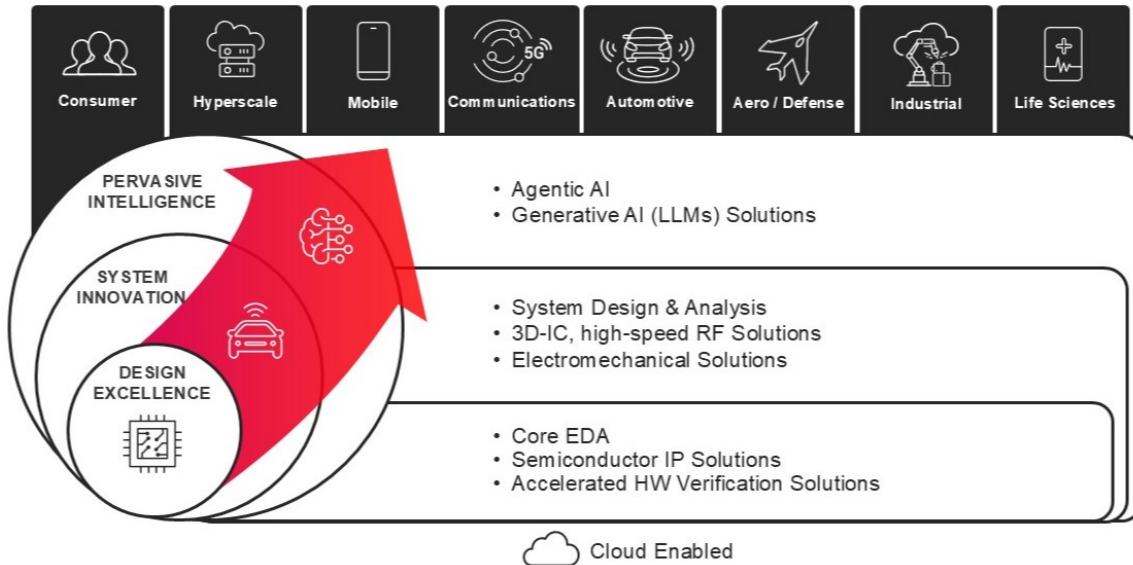 Consumer
Hyperscale
Mobile
5G
Communications
Automotive
Aero / Defense
Industrial
Life Sciences
PERVASIVE
INTELLIGENCE
• Agentic AI
• Generative AI (LLMs) Solutions
SYSTEM
INNOVATION
• System Design & Analysis
• 3D-IC, high-speed RF Solutions
• Electromechanical Solutions
DESIGN
EXCELLENCE
• Core EDA
• Semiconductor IP Solutions
• Accelerated HW Verification Solutions
Cloud Enabled